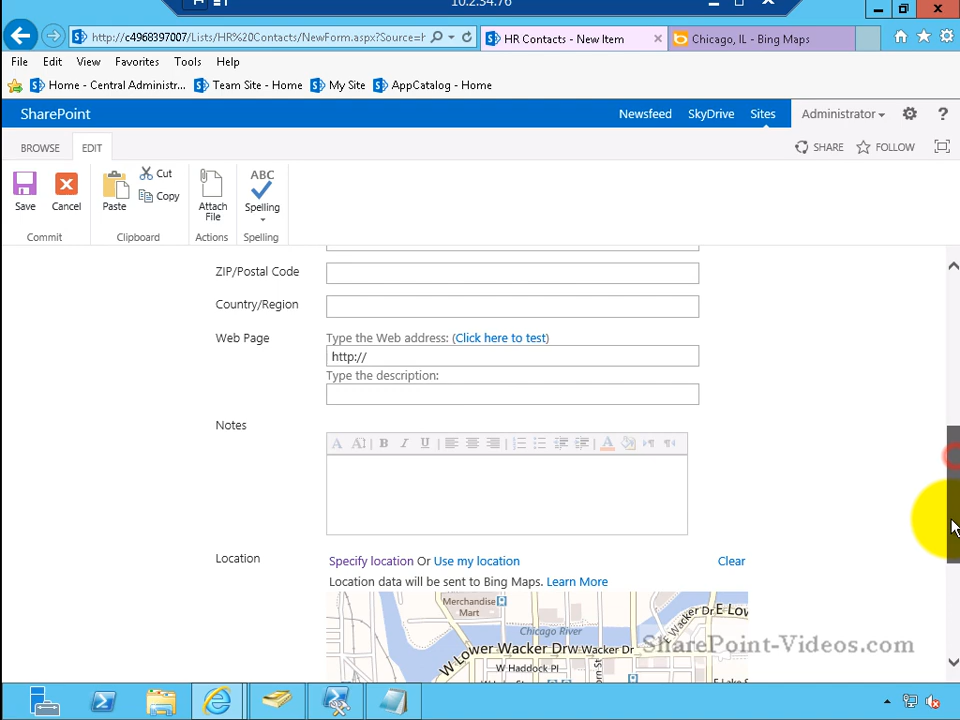 10.2.34.76
http://c4968397007/Lists/HR%20Contacts/NewForm.aspx?Source=h
HR Contacts - New Item
Chicago, IL - Bing Maps
File Edit View Favorites Tools Help
Home - Central Administr... Team Site - Home My Site AppCatalog - Home
SharePoint
Newsfeed SkyDrive Sites Administrator ?
BROWSE EDIT
SHARE FOLLOW
Save Cancel Paste Cut Copy Attach File ABC Spelling
Commit Clipboard Actions Spelling
ZIP/Postal Code
Country/Region
Web Page Type the Web address: (Click here to test)
http://
Type the description:
Notes
A AI B I U A
Location Specify location Or Use my location Clear
Location data will be sent to Bing Maps. Learn More
Merchandise Mart
E Lo
E Wacker Dr
Chicago River
W Lower Wacker Drw Wacker Dr
W Haddock Pl
SharePoint-Videos.com